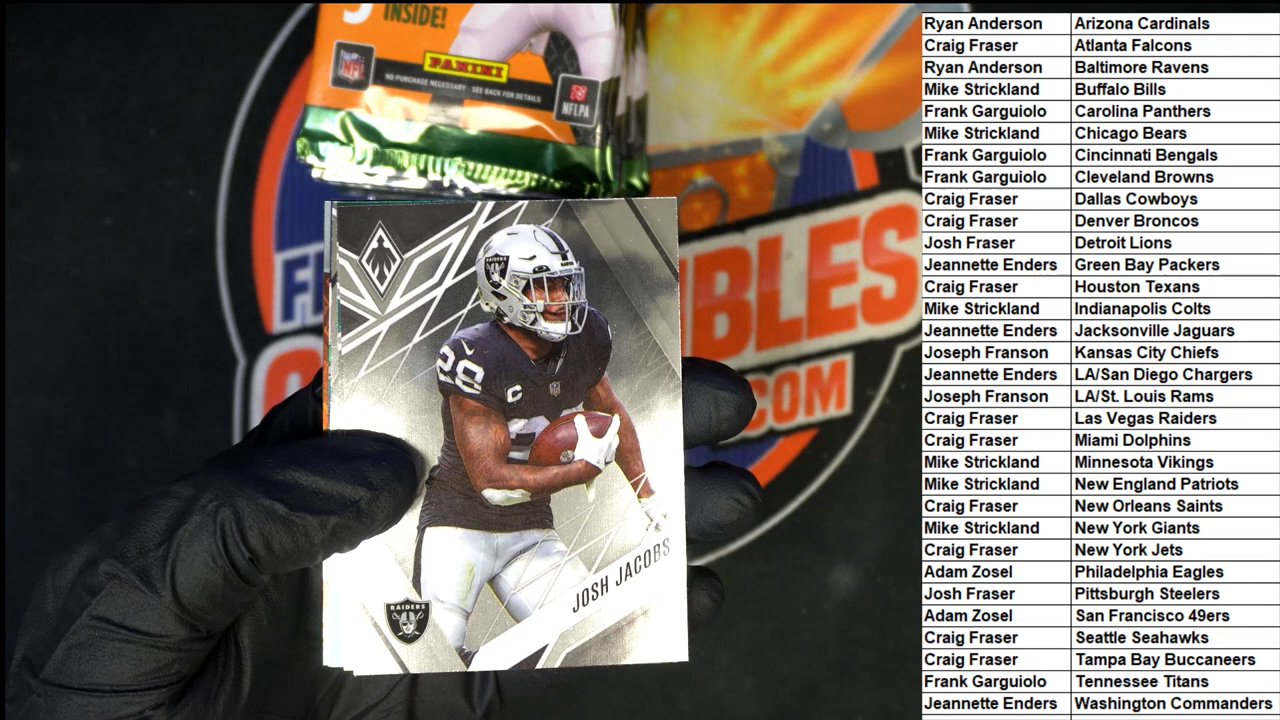 INSIDE!
NFL
PANINI
NO PURCHASE NECESSARY · SEE BACK FOR DETAILS
NFLPA
RAIDERS
28
C
JOSH JACOBS
RAIDERS
.COM
Ryan Anderson Arizona Cardinals
Craig Fraser Atlanta Falcons
Ryan Anderson Baltimore Ravens
Mike Strickland Buffalo Bills
Frank Garguiolo Carolina Panthers
Mike Strickland Chicago Bears
Frank Garguiolo Cincinnati Bengals
Frank Garguiolo Cleveland Browns
Craig Fraser Dallas Cowboys
Craig Fraser Denver Broncos
Josh Fraser Detroit Lions
Jeannette Enders Green Bay Packers
Craig Fraser Houston Texans
Mike Strickland Indianapolis Colts
Jeannette Enders Jacksonville Jaguars
Joseph Franson Kansas City Chiefs
Jeannette Enders LA/San Diego Chargers
Joseph Franson LA/St. Louis Rams
Craig Fraser Las Vegas Raiders
Craig Fraser Miami Dolphins
Mike Strickland Minnesota Vikings
Mike Strickland New England Patriots
Craig Fraser New Orleans Saints
Mike Strickland New York Giants
Craig Fraser New York Jets
Adam Zosel Philadelphia Eagles
Josh Fraser Pittsburgh Steelers
Adam Zosel San Francisco 49ers
Craig Fraser Seattle Seahawks
Craig Fraser Tampa Bay Buccaneers
Frank Garguiolo Tennessee Titans
Jeannette Enders Washington Commanders